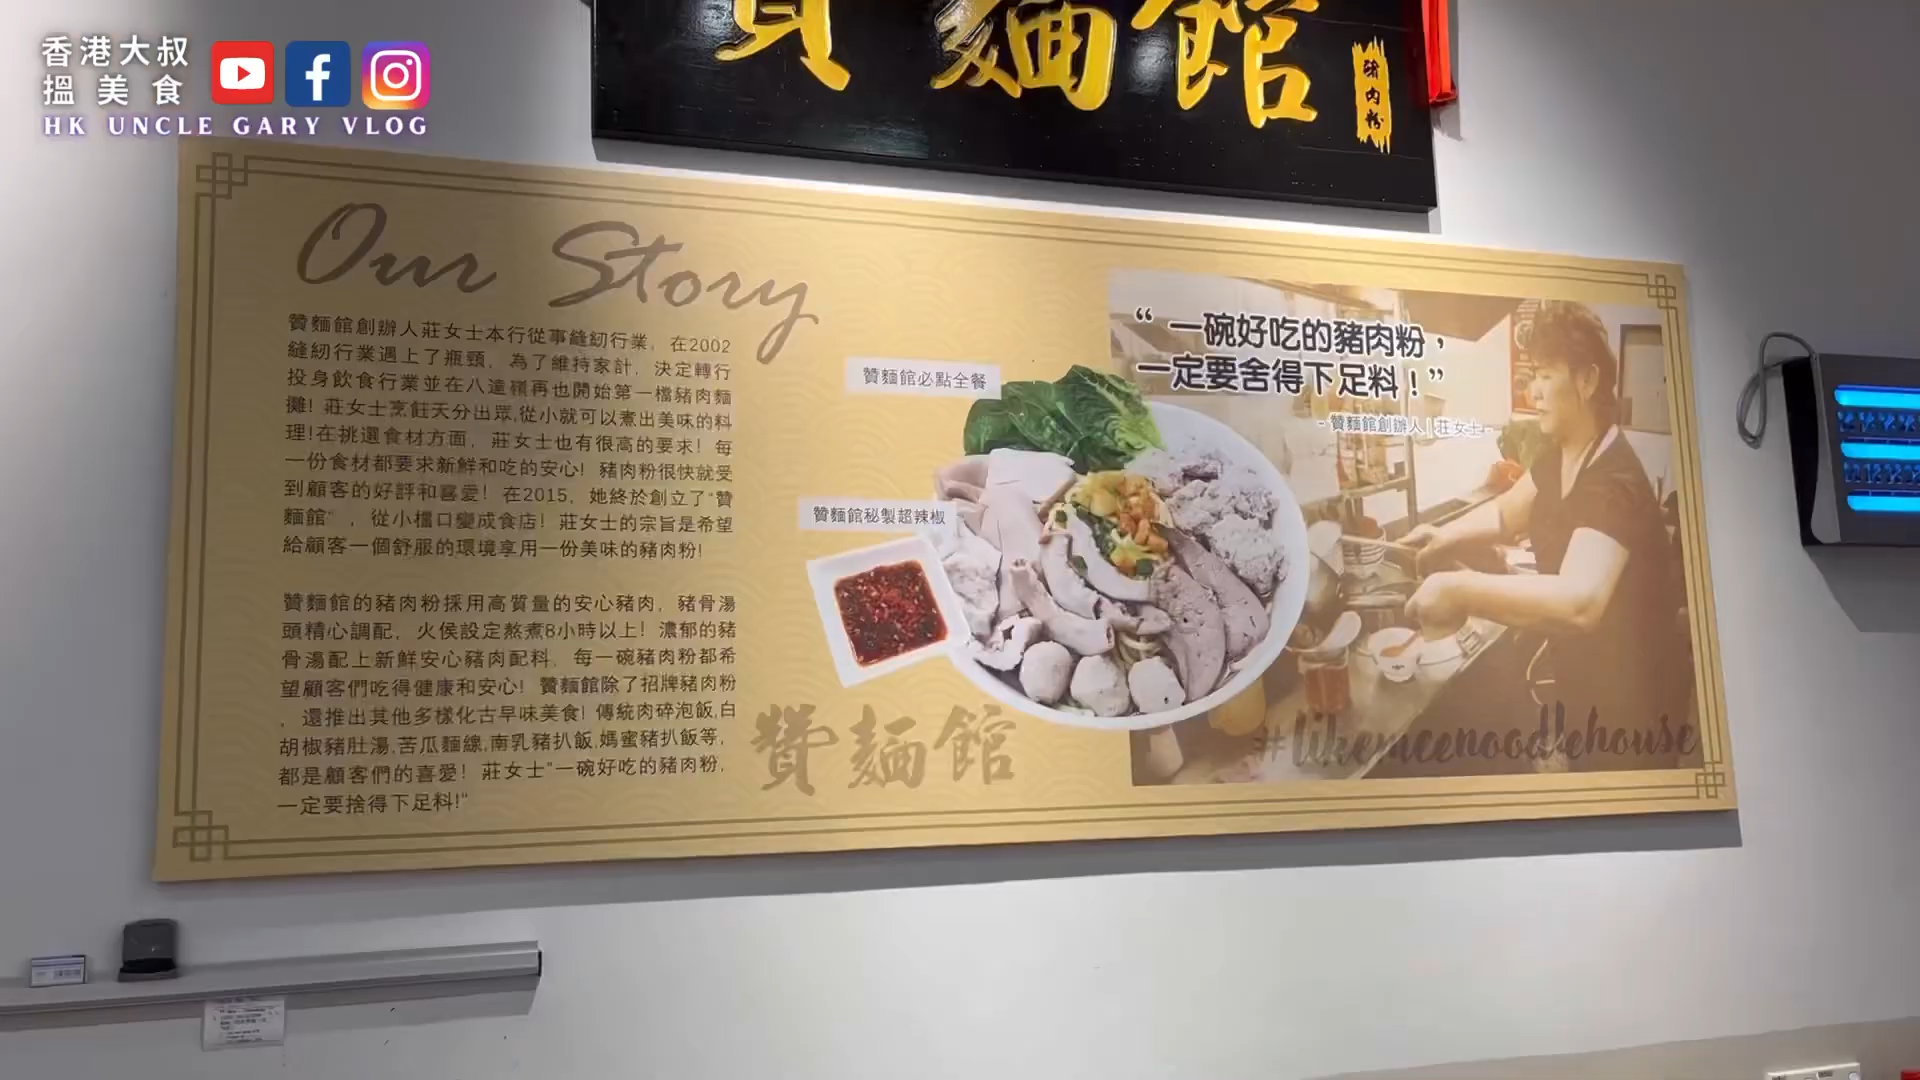 香港大叔
搵美食
HK UNCLE GARY VLOG
贊麵館
豬肉粉
Our Story
贊麵館創辦人莊女士本行從事縫紉行業，在2002
縫紉行業遇上了瓶頸，為了維持家計，決定轉行
投身飲食行業並在八達嶺再也開始第一檔豬肉麵
攤！莊女士烹飪天分出眾,從小就可以煮出美味的料
理!在挑選食材方面，莊女士也有很高的要求！每
一份食材都要求新鮮和吃的安心！豬肉粉很快就受
到顧客的好評和喜愛！在2015，她終於創立了“贊
麵館”，從小檔口變成食店！莊女士的宗旨是希望
給顧客一個舒服的環境享用一份美味的豬肉粉!
贊麵館的豬肉粉採用高質量的安心豬肉，豬骨湯
頭精心調配，火侯設定熬煮8小時以上！濃郁的豬
骨湯配上新鮮安心豬肉配料，每一碗豬肉粉都希
望顧客們吃得健康和安心！贊麵館除了招牌豬肉粉
，還推出其他多樣化古早味美食！傳統肉碎泡飯,白
胡椒豬肚湯,苦瓜麵線,南乳豬扒飯,媽蜜豬扒飯等，
都是顧客們的喜愛！莊女士"一碗好吃的豬肉粉，
一定要捨得下足料!"
贊麵館必點全餐
贊麵館秘製超辣椒
“一碗好吃的豬肉粉，
一定要舍得下足料！”
- 贊麵館創辦人 | 莊女士 -
贊麵館
#likemeenoodlehouse